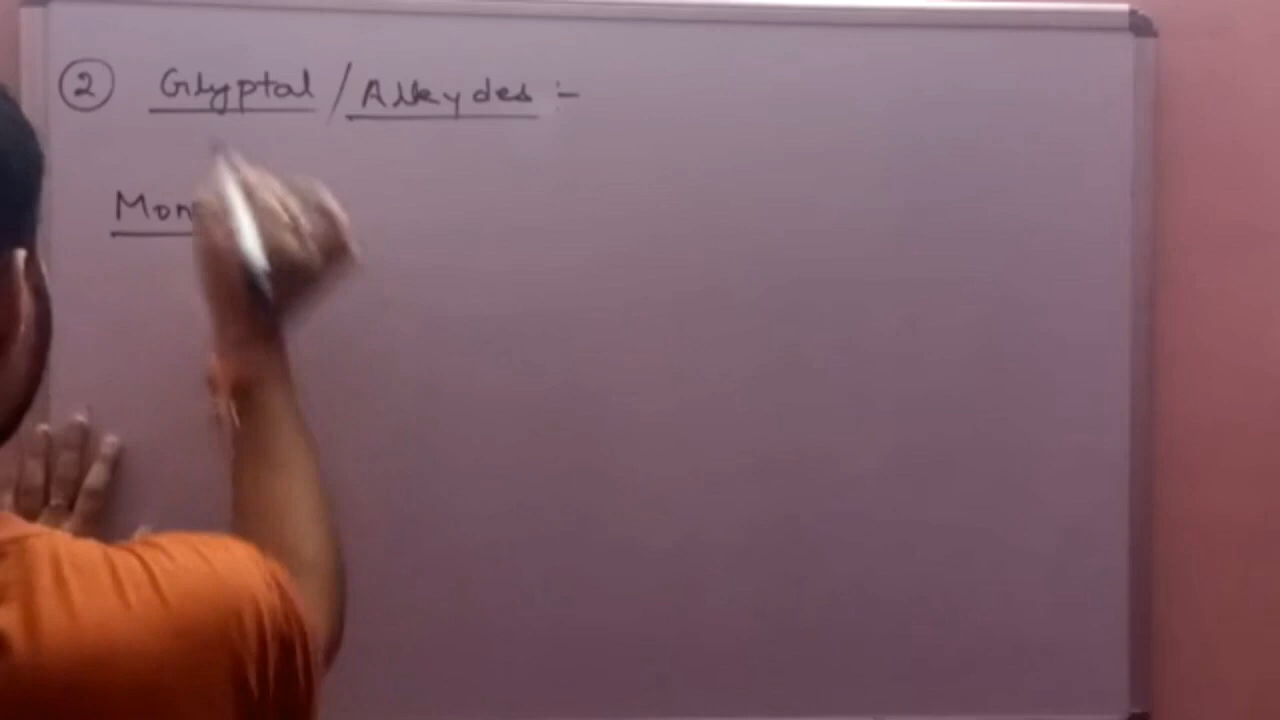 ② Glyptal / Alkydes :-
Mon